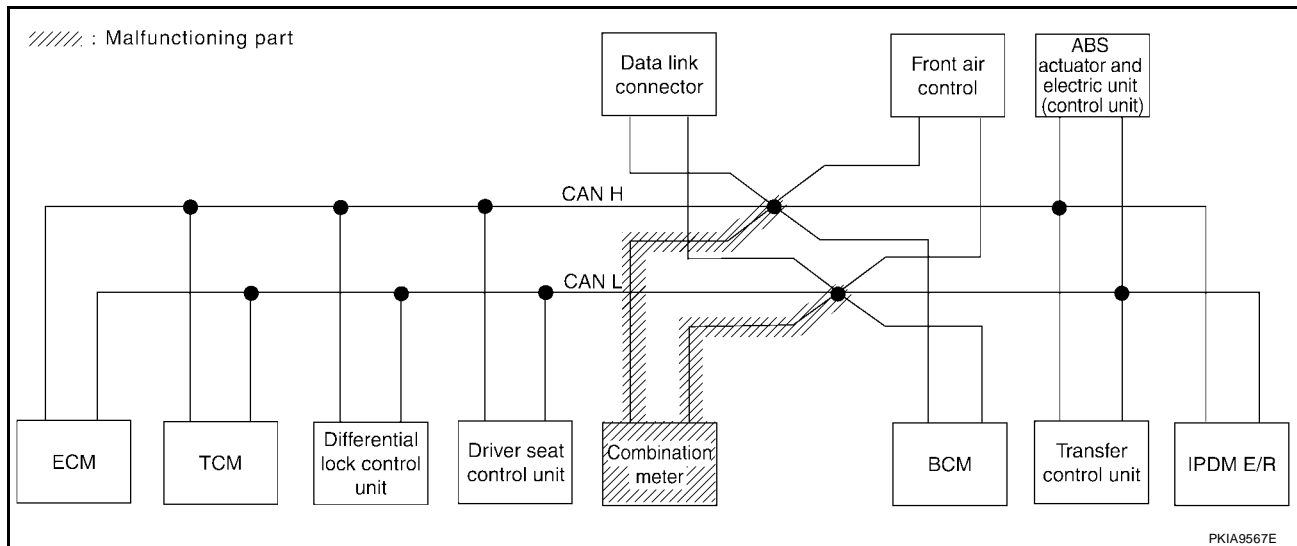 : Malfunctioning part
Data link
connector
Front air
control
ABS
actuator and
electric unit
(control unit)
CAN H
CAN L
ECM
TCM
Differential
lock control
unit
Driver seat
control unit
Combination
meter
BCM
Transfer
control unit
IPDM E/R
PKIA9567E